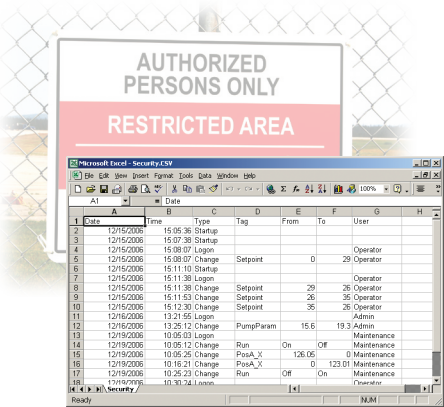 AUTHORIZED
PERSONS ONLY
RESTRICTED AREA
Microsoft Excel - Security.CSV
File Edit View Insert Format Tools Data Window Help
100%
A1 = Date
A B C D E F G H
1 Date Time Type Tag From To User
2 12/15/2006 15:05:36 Startup
3 12/15/2006 15:07:38 Startup
4 12/15/2006 15:08:07 Logon Operator
5 12/15/2006 15:08:07 Change Setpoint 0 29 Operator
6 12/15/2006 15:11:10 Startup
7 12/15/2006 15:11:38 Logon Operator
8 12/15/2006 15:11:38 Change Setpoint 29 26 Operator
9 12/15/2006 15:11:53 Change Setpoint 26 35 Operator
10 12/15/2006 15:12:30 Change Setpoint 35 26 Operator
11 12/16/2006 13:21:55 Logon Admin
12 12/16/2006 13:25:12 Change PumpParam 15.6 19.3 Admin
13 12/19/2006 10:05:03 Logon Maintenance
14 12/19/2006 10:05:12 Change Run On Off Maintenance
15 12/19/2006 10:05:25 Change PosA_X 126.05 0 Maintenance
16 12/19/2006 10:16:21 Change PosA_X 0 123.01 Maintenance
17 12/19/2006 10:25:23 Change Run Off On Maintenance
18 12/19/2006 10:30:24 Logon Operator
Security
Ready NUM